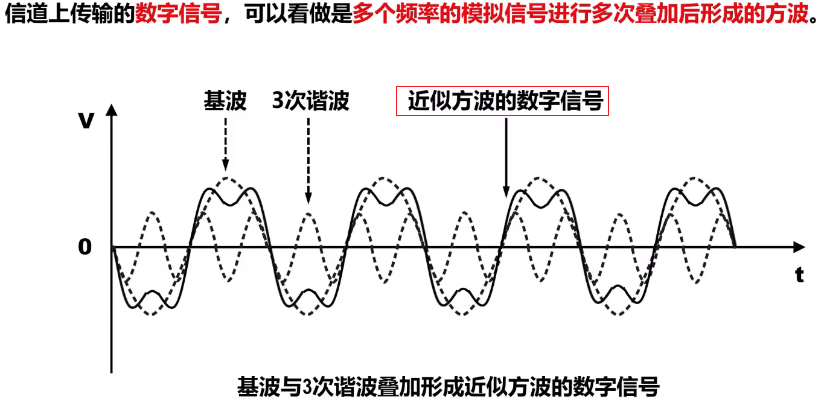 信道上传输的数字信号，可以看做是多个频率的模拟信号进行多次叠加后形成的方波。
基波 3次谐波 近似方波的数字信号
V
0
t
基波与3次谐波叠加形成近似方波的数字信号